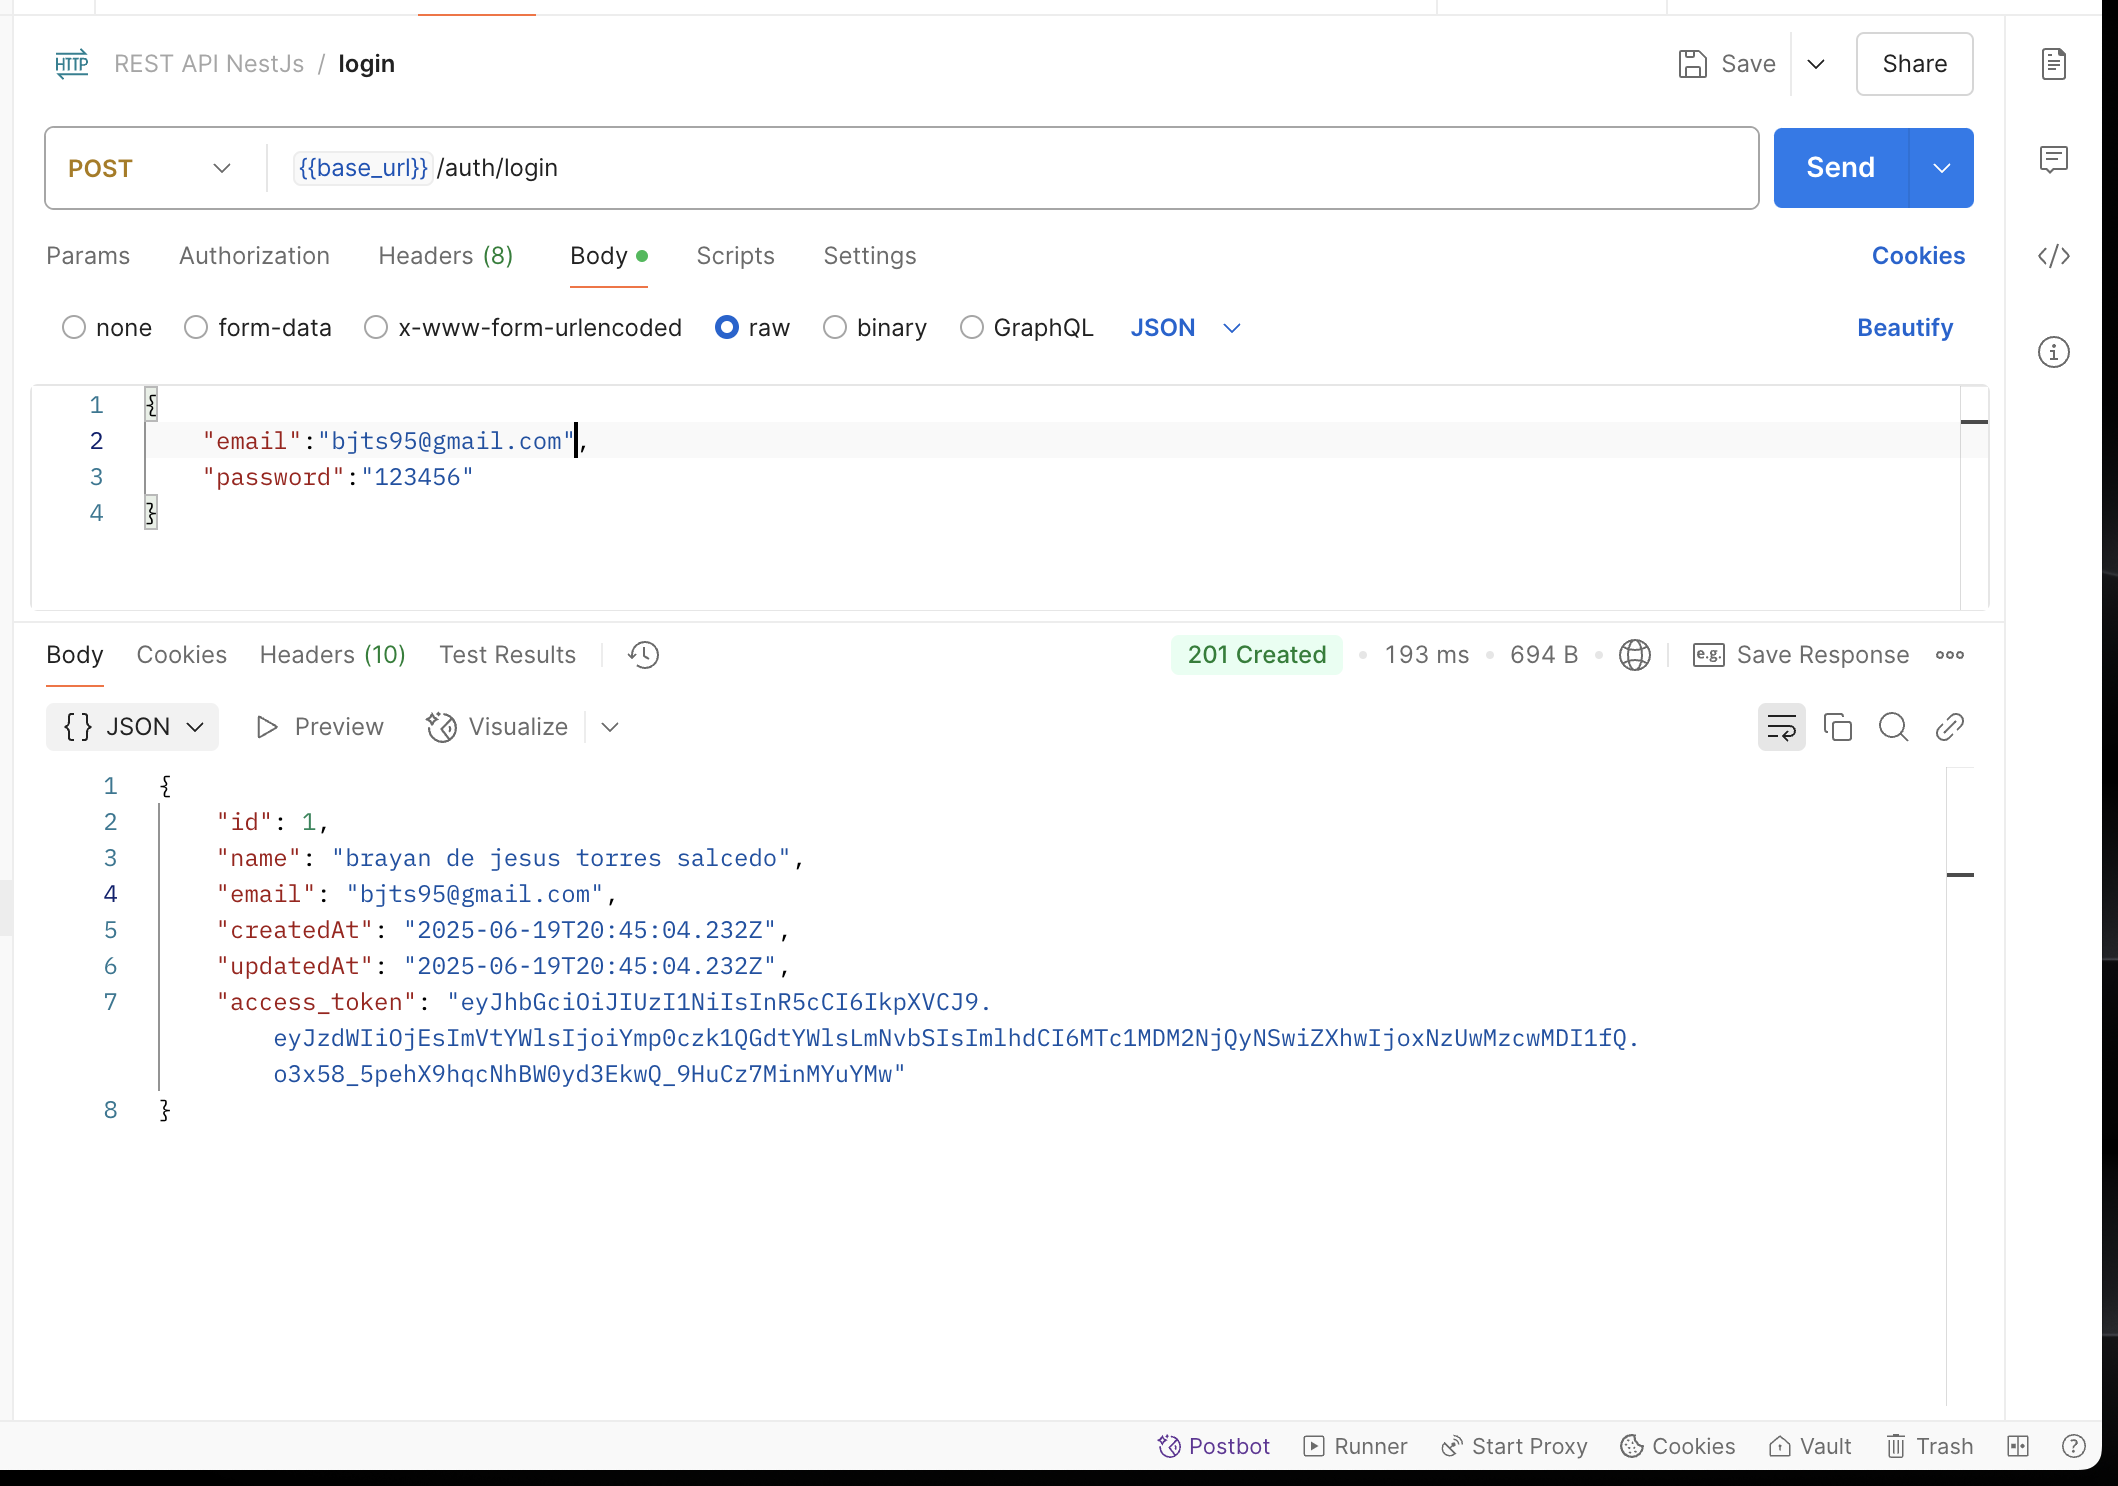 HTTP REST API NestJs / login Save Share
POST {{base_url}} /auth/login Send
Params Authorization Headers (8) Body Scripts Settings Cookies
none form-data x-www-form-urlencoded raw binary GraphQL JSON Beautify
1 {
2 "email":"bjts95@gmail.com",
3 "password":"123456"
4 }
Body Cookies Headers (10) Test Results 201 Created • 193 ms • 694 B • e.g. Save Response
{} JSON Preview Visualize
1 {
2 "id": 1,
3 "name": "brayan de jesus torres salcedo",
4 "email": "bjts95@gmail.com",
5 "createdAt": "2025-06-19T20:45:04.232Z",
6 "updatedAt": "2025-06-19T20:45:04.232Z",
7 "access_token": "eyJhbGciOiJIUzI1NiIsInR5cCI6IkpXVCJ9.
eyJzdWIiOjEsImVtYWlsIjoiYmp0czk1QGdtYWlsLmNvbSIsImlhdCI6MTc1MDM2NjQyNSwiZXhwIjoxNzUwMzcwMDI1fQ.
o3x58_5pehX9hqcNhBW0yd3EkwQ_9HuCz7MinMYuYMw"
8 }
Postbot Runner Start Proxy Cookies Vault Trash